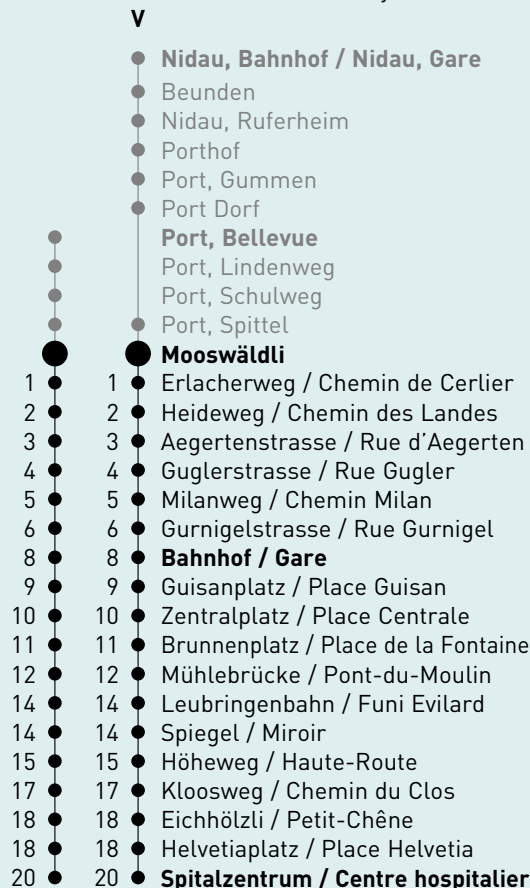 V
Nidau, Bahnhof / Nidau, Gare
Beunden
Nidau, Ruferheim
Porthof
Port, Gummen
Port Dorf
Port, Bellevue
Port, Lindenweg
Port, Schulweg
Port, Spittel
Mooswäldli
1 1 Erlacherweg / Chemin de Cerlier
2 2 Heideweg / Chemin des Landes
3 3 Aegertenstrasse / Rue d’Aegerten
4 4 Guglerstrasse / Rue Gugler
5 5 Milanweg / Chemin Milan
6 6 Gurnigelstrasse / Rue Gurnigel
8 8 Bahnhof / Gare
9 9 Guisanplatz / Place Guisan
10 10 Zentralplatz / Place Centrale
11 11 Brunnenplatz / Place de la Fontaine
12 12 Mühlebrücke / Pont-du-Moulin
14 14 Leubringenbahn / Funi Evilard
14 14 Spiegel / Miroir
15 15 Höheweg / Haute-Route
17 17 Kloosweg / Chemin du Clos
18 18 Eichhölzli / Petit-Chêne
18 18 Helvetiaplatz / Place Helvetia
20 20 Spitalzentrum / Centre hospitalier